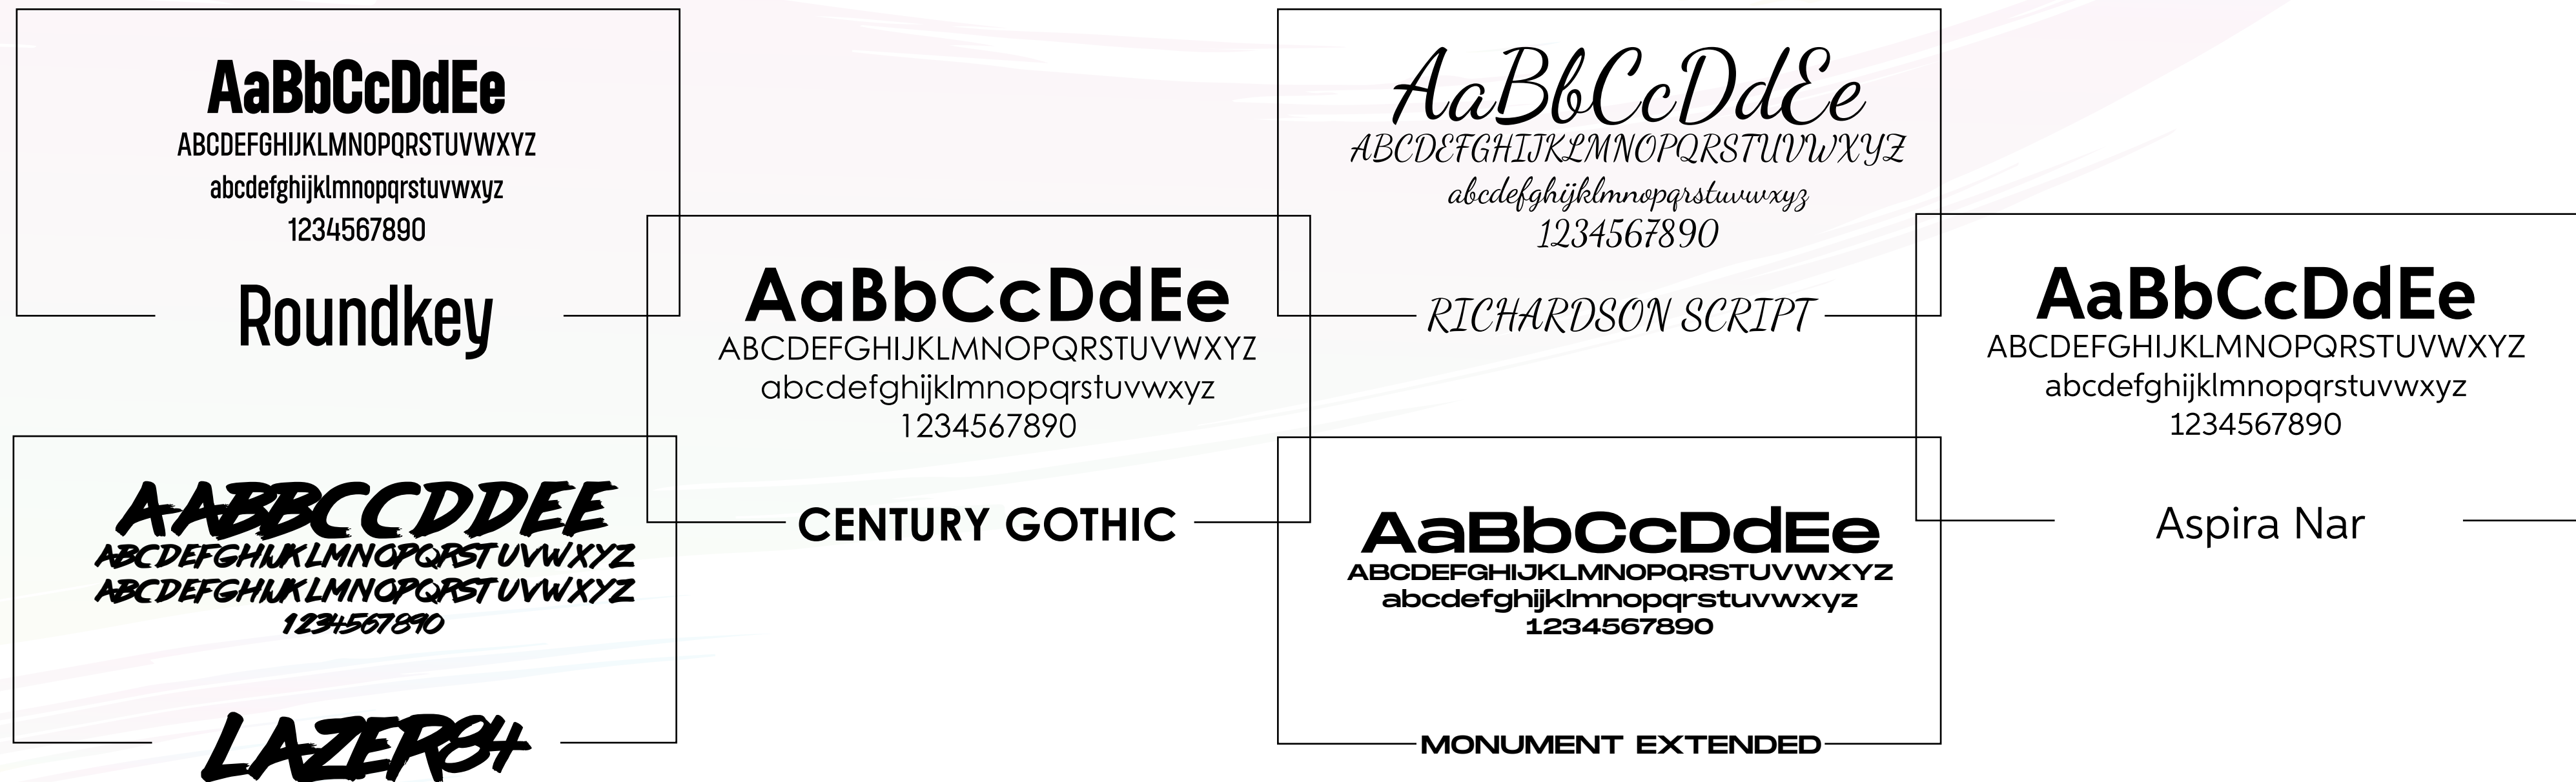 AaBbCcDdEe
ABCDEFGHIJKLMNOPQRSTUVWXYZ
abcdefghijklmnopqrstuvwxyz
1234567890
Roundkey
AABBCCDDEE
ABCDEFGHIJKLMNOPQRSTUVWXYZ
ABCDEFGHIJKLMNOPQRSTUVWXYZ
1234567890
LAZER84
AaBbCcDdEe
ABCDEFGHIJKLMNOPQRSTUVWXYZ
abcdefghijklmnopqrstuvwxyz
1234567890
CENTURY GOTHIC
AaBbCcDdEe
ABCDEFGHIJKLMNOPQRSTUVWXYZ
abcdefghijklmnopqrstuvwxyz
1234567890
RICHARDSON SCRIPT
AaBbCcDdEe
ABCDEFGHIJKLMNOPQRSTUVWXYZ
abcdefghijklmnopqrstuvwxyz
1234567890
MONUMENT EXTENDED
AaBbCcDdEe
ABCDEFGHIJKLMNOPQRSTUVWXYZ
abcdefghijklmnopqrstuvwxyz
1234567890
Aspira Nar